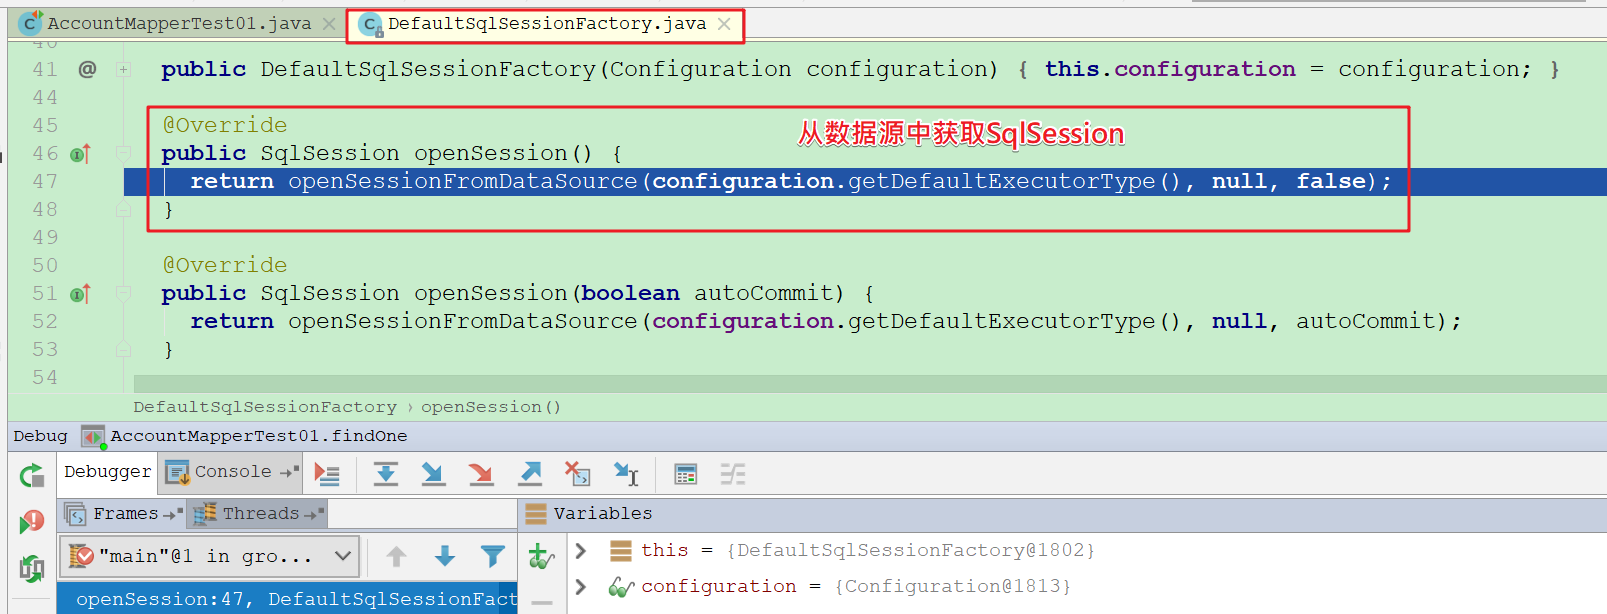 AccountMapperTest01.java
DefaultSqlSessionFactory.java
40
41 @ public DefaultSqlSessionFactory(Configuration configuration) { this.configuration = configuration; }
44
45 @Override
从数据源中获取SqlSession
46 public SqlSession openSession() {
47 return openSessionFromDataSource(configuration.getDefaultExecutorType(), null, false);
48 }
49
50 @Override
51 public SqlSession openSession(boolean autoCommit) {
52 return openSessionFromDataSource(configuration.getDefaultExecutorType(), null, autoCommit);
53 }
54
DefaultSqlSessionFactory › openSession()
Debug AccountMapperTest01.findOne
Debugger Console
Frames Threads Variables
"main"@1 in gro...
this = {DefaultSqlSessionFactory@1802}
configuration = {Configuration@1813}
openSession:47, DefaultSqlSessionFact